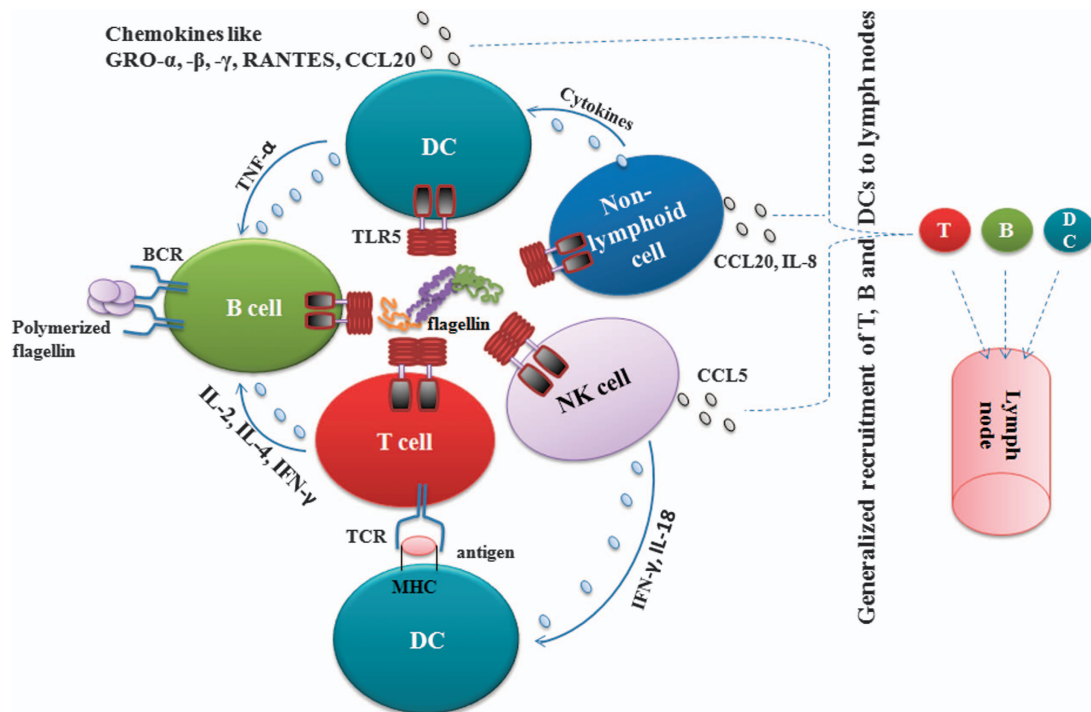 Chemokines like
GRO-α, -β, -γ, RANTES, CCL20
DC
Cytokines
TNF-α
TLR5
Non-
lymphoid
cell
CCL20, IL-8
BCR
B cell
Polymerized
flagellin
flagellin
NK cell
CCL5
T cell
IL-2, IL-4, IFN-γ
TCR
antigen
MHC
DC
IFN-γ, IL-18
Generalized recruitment of T, B and DCs to lymph nodes
T
B
D
C
Lymph
node